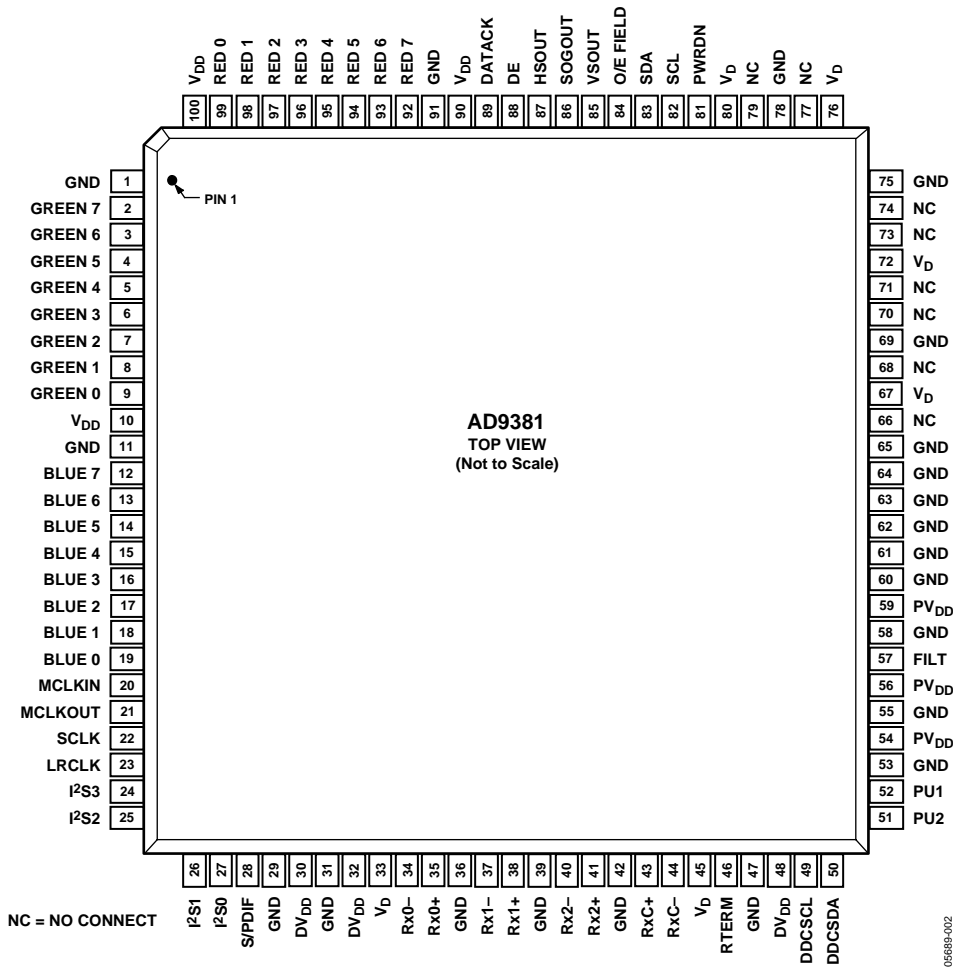 VDD RED 0 RED 1 RED 2 RED 3 RED 4 RED 5 RED 6 RED 7 GND VDD DATACK DE HSOUT SOGOUT VSOUT O/E FIELD SDA SCL PWRDN VD NC GND NC VD
100 99 98 97 96 95 94 93 92 91 90 89 88 87 86 85 84 83 82 81 80 79 78 77 76
PIN 1
GND 1
GREEN 7 2
GREEN 6 3
GREEN 5 4
GREEN 4 5
GREEN 3 6
GREEN 2 7
GREEN 1 8
GREEN 0 9
VDD 10
GND 11
BLUE 7 12
BLUE 6 13
BLUE 5 14
BLUE 4 15
BLUE 3 16
BLUE 2 17
BLUE 1 18
BLUE 0 19
MCLKIN 20
MCLKOUT 21
SCLK 22
LRCLK 23
I2S3 24
I2S2 25
AD9381
TOP VIEW
(Not to Scale)
75 GND
74 NC
73 NC
72 VD
71 NC
70 NC
69 GND
68 NC
67 VD
66 NC
65 GND
64 GND
63 GND
62 GND
61 GND
60 GND
59 PVDD
58 GND
57 FILT
56 PVDD
55 GND
54 PVDD
53 GND
52 PU1
51 PU2
26 27 28 29 30 31 32 33 34 35 36 37 38 39 40 41 42 43 44 45 46 47 48 49 50
I2S1 I2S0 S/PDIF GND DVDD GND DVDD VD Rx0– Rx0+ GND Rx1– Rx1+ GND Rx2– Rx2+ GND RxC+ RxC– VD RTERM GND DVDD DDCSCL DDCSDA
NC = NO CONNECT
05689-002